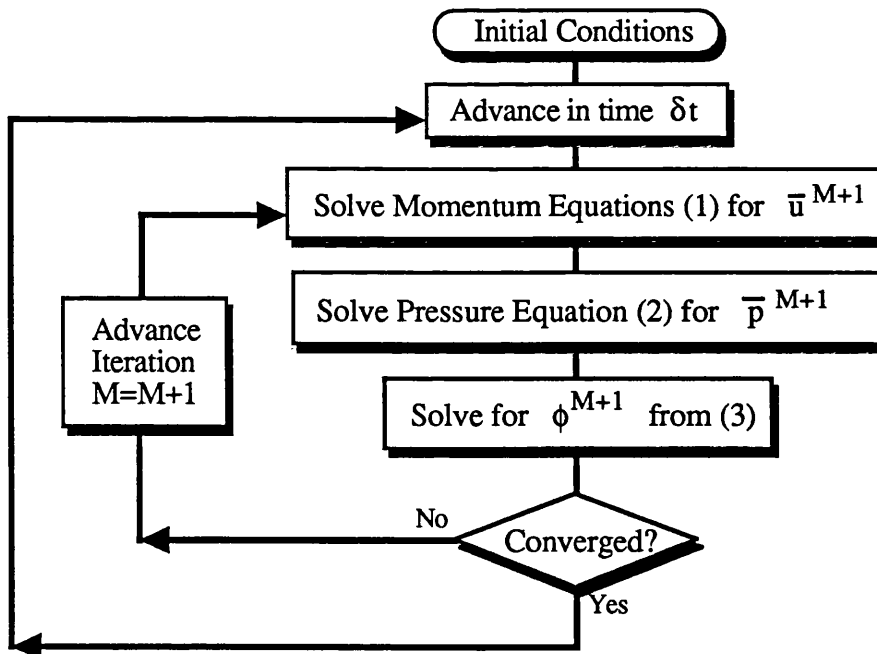 Initial Conditions
Advance in time δt
Solve Momentum Equations (1) for u̅ᴹ⁺¹
Solve Pressure Equation (2) for p̅ᴹ⁺¹
Advance
Iteration
M=M+1
Solve for ϕᴹ⁺¹ from (3)
No
Converged?
Yes